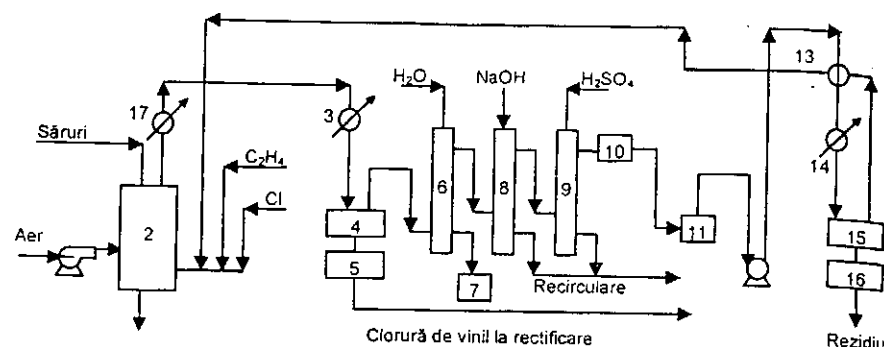 13
H₂O
NaOH
H₂SO₄
17
3
Săruri
C₂H₄
10
14
6
8
9
Cl
2
4
11
15
Aer
5
7
Recirculare
16
Clorură de vinil la rectificare
Rezidiu